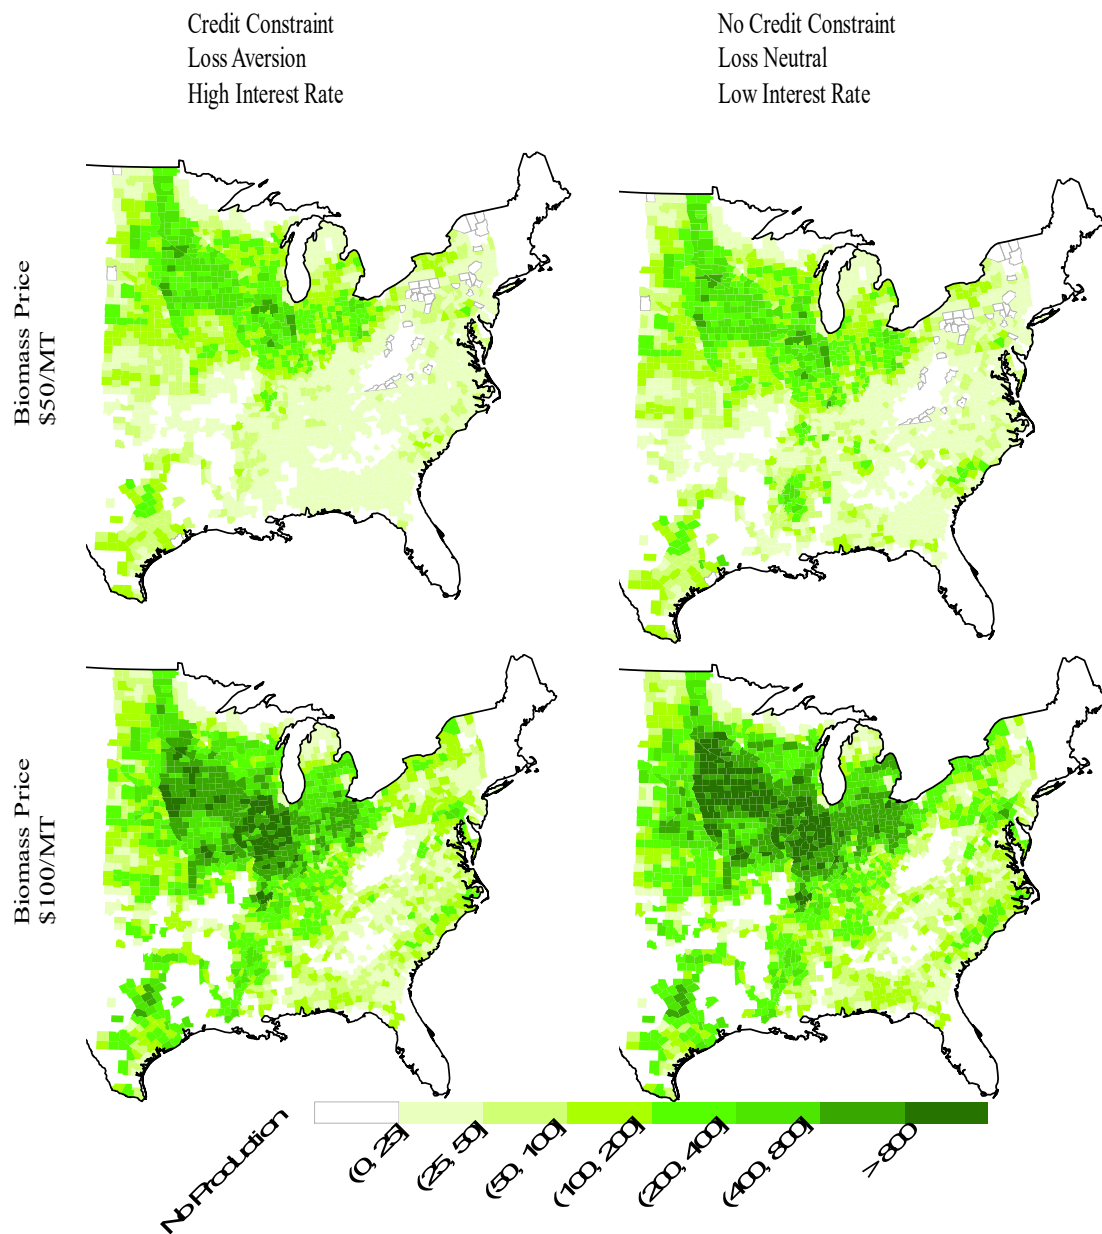 Credit Constraint
Loss Aversion
High Interest Rate
No Credit Constraint
Loss Neutral
Low Interest Rate
Biomass Price
$50/MT
Biomass Price
$100/MT
No Production
(0, 25]
(25, 50]
(50, 100]
(100, 200]
(200, 400]
(400, 800]
>800